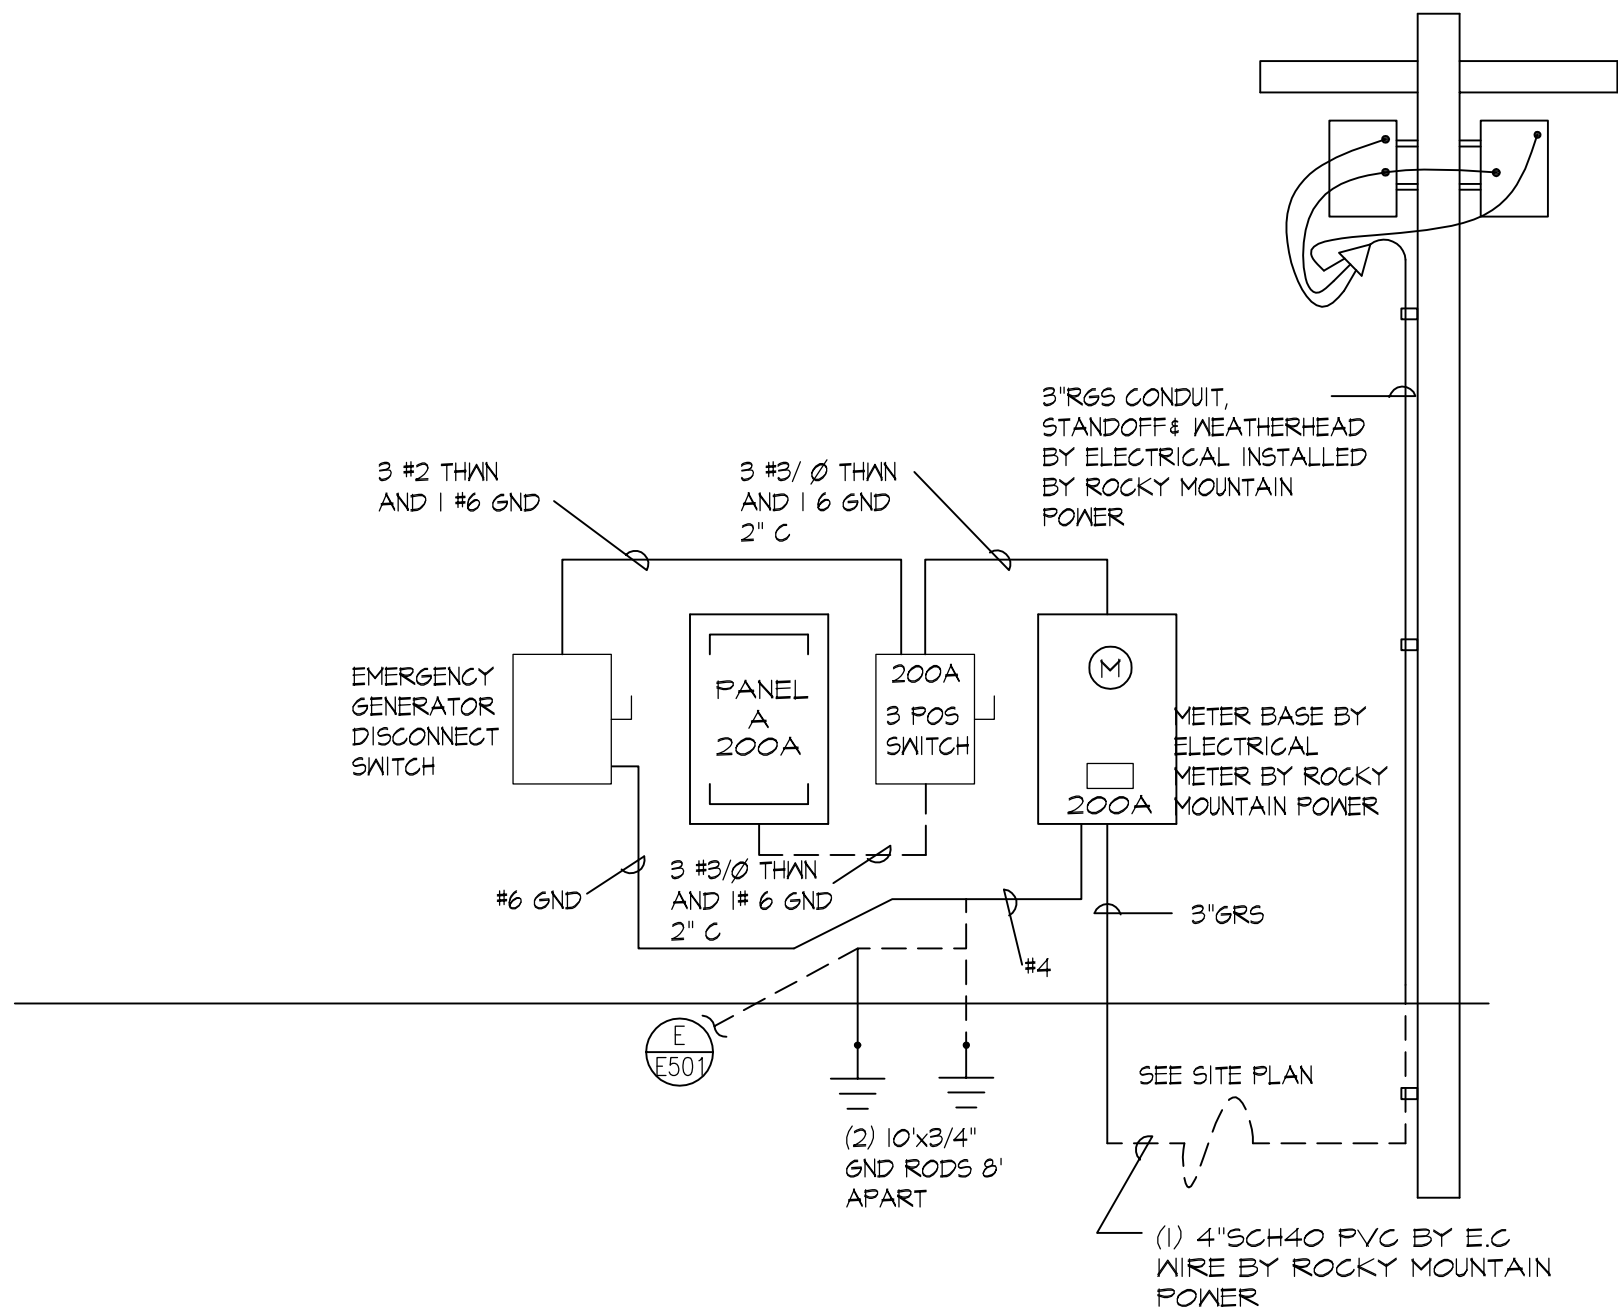 3"RGS CONDUIT,
STANDOFF& WEATHERHEAD
BY ELECTRICAL INSTALLED
BY ROCKY MOUNTAIN
POWER
3 #2 THWN
AND 1 #6 GND
3 #3/ Ø THWN
AND 1 6 GND
2" C
EMERGENCY
GENERATOR
DISCONNECT
SWITCH
PANEL
A
200A
200A
3 POS
SWITCH
M
200A
METER BASE BY
ELECTRICAL
METER BY ROCKY
MOUNTAIN POWER
#6 GND
3 #3/Ø THWN
AND 1# 6 GND
2" C
3"GRS
#4
E
E501
SEE SITE PLAN
(2) 10'x3/4"
GND RODS 8'
APART
(1) 4"SCH40 PVC BY E.C
WIRE BY ROCKY MOUNTAIN
POWER